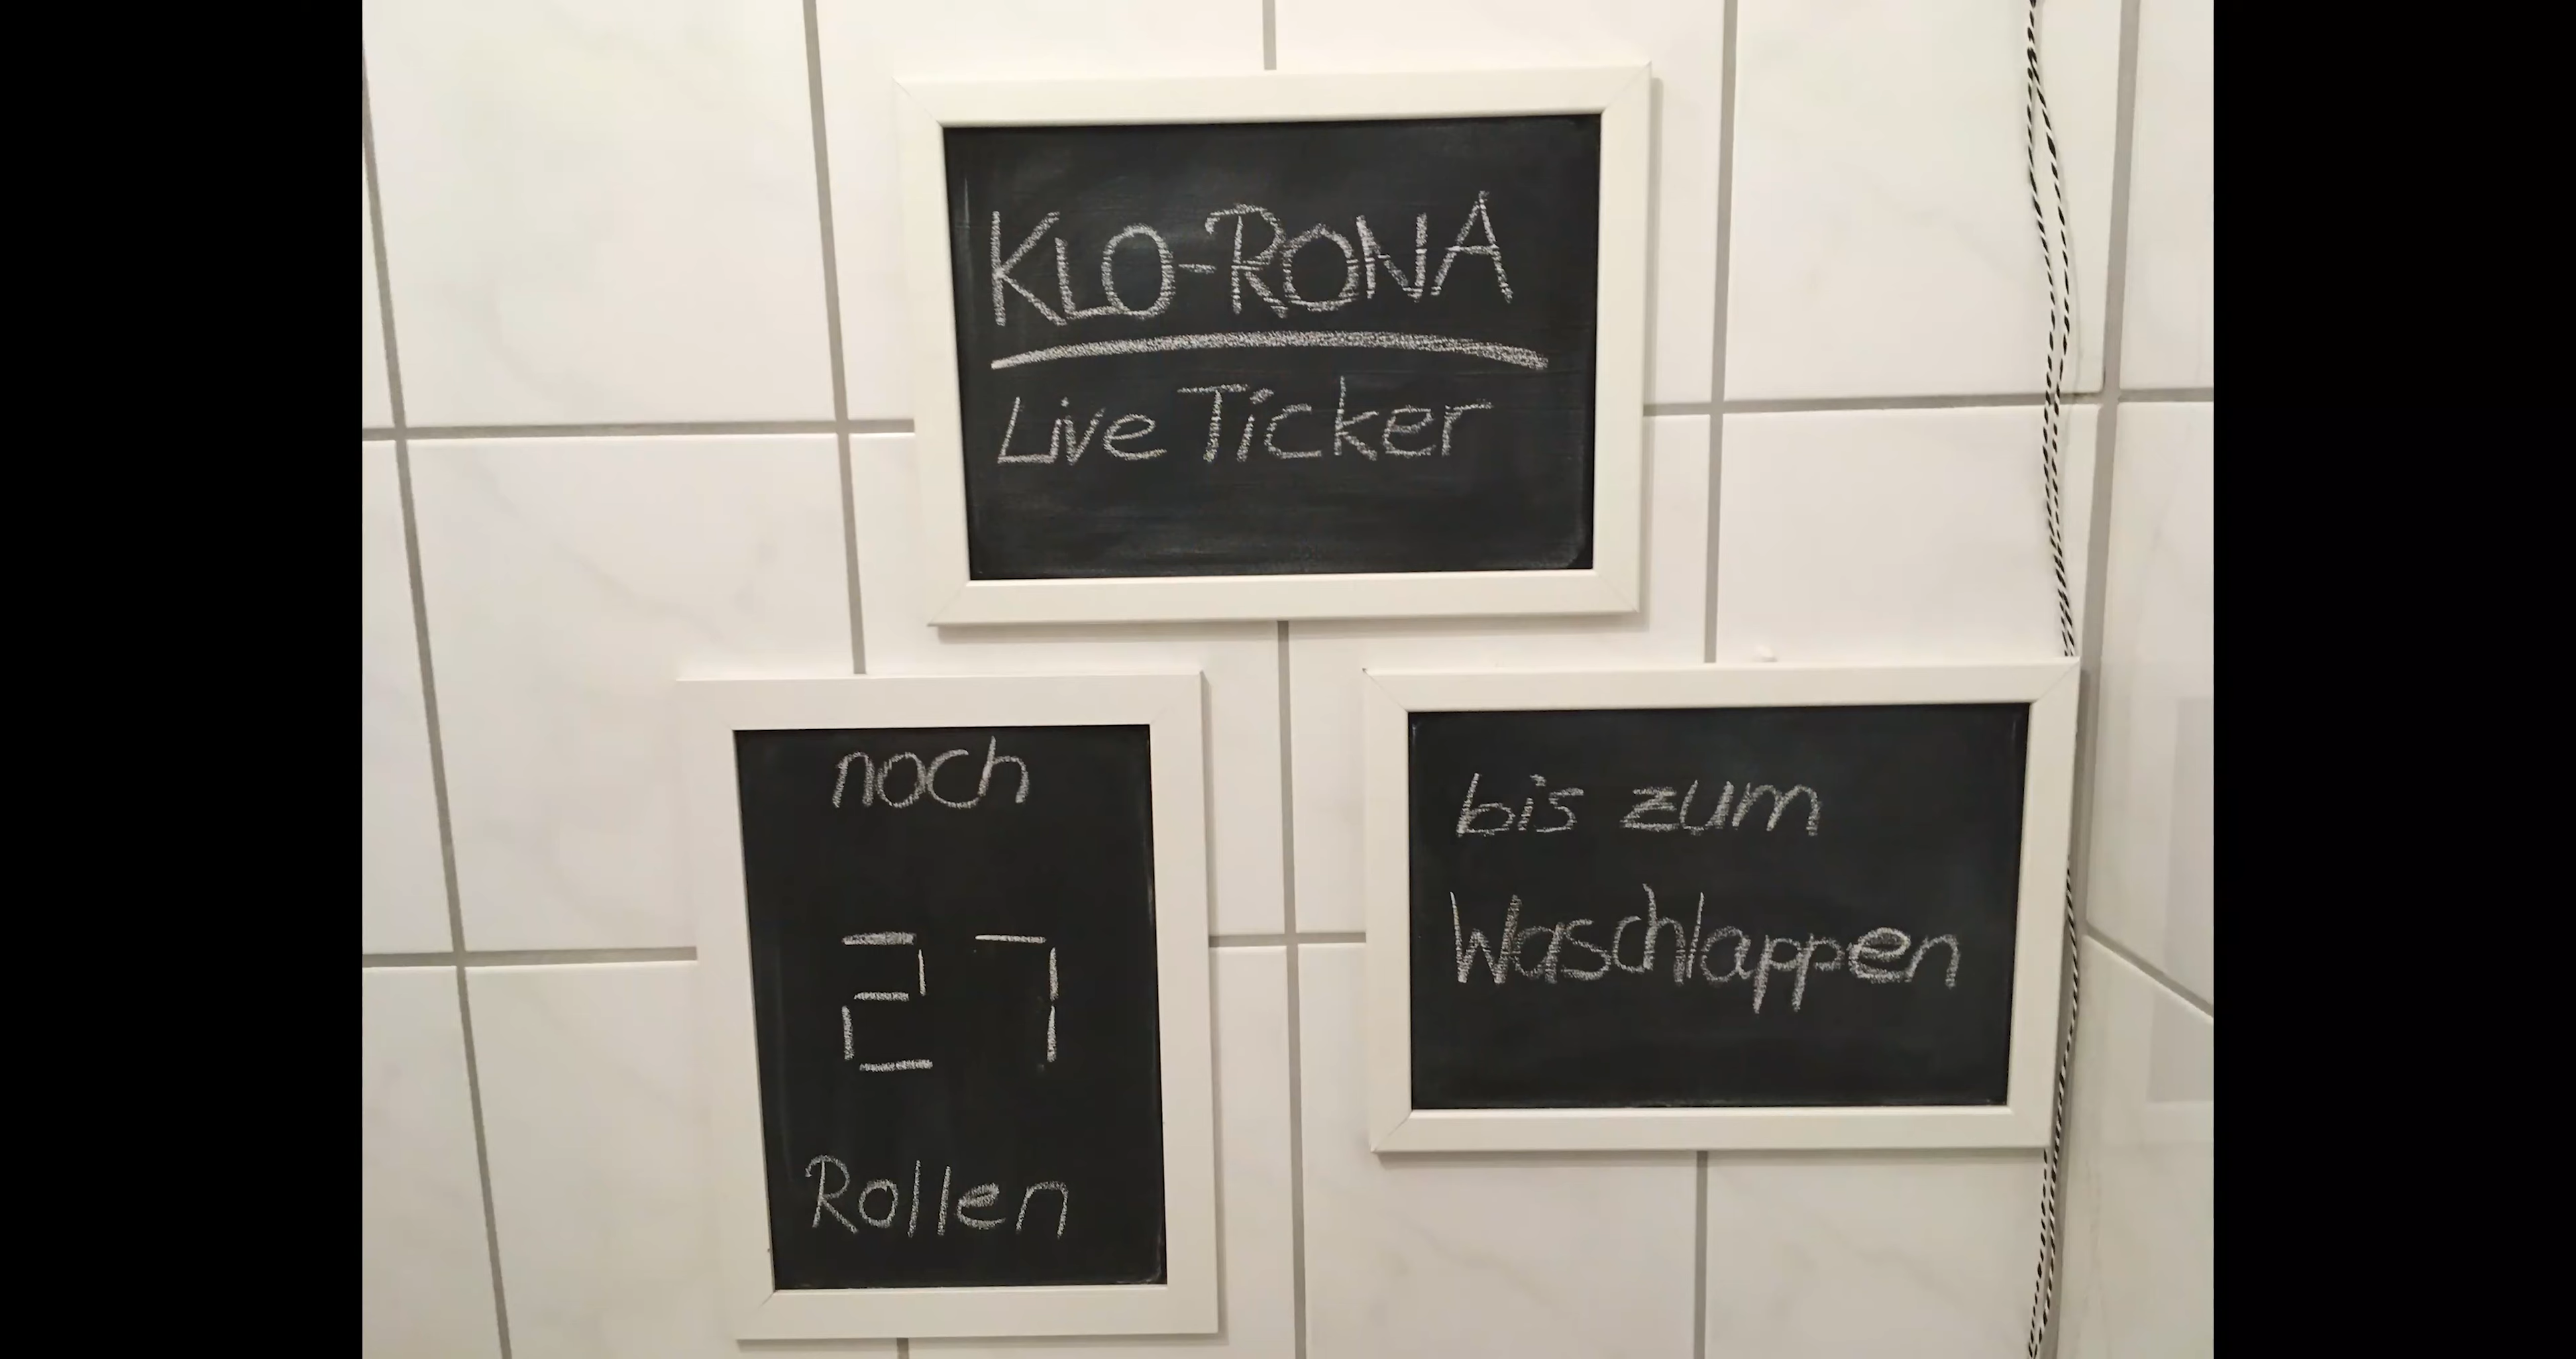 KLO-RONA
Live Ticker
noch
27
Rollen
bis zum
Waschlappen